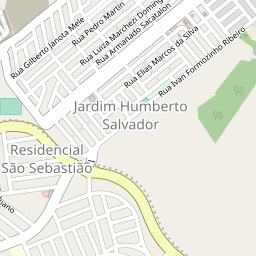 Rua Gilberto Janota Mele
Rua Pedro Martin
Rua Luiza Marchezi Doming
Rua Armanado Sacatalon
Rua Elias Marcos da Silva
Rua Ivan Formozinho Ribeiro
Jardim Humberto
Salvador
Residencial
São Sebastião